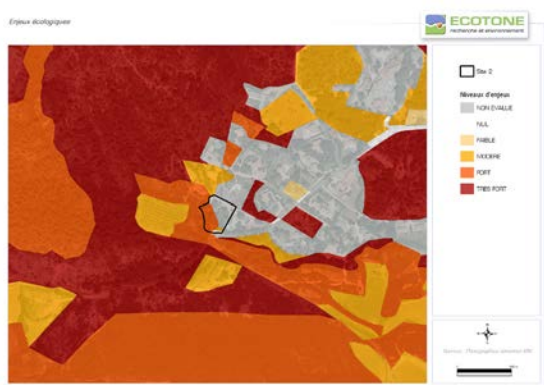 Enjeux écologiques
ECOTONE
recherche et environnement
Site 2
Niveaux d'enjeux
NON EVALUE
NUL
FAIBLE
MODERE
FORT
TRES FORT